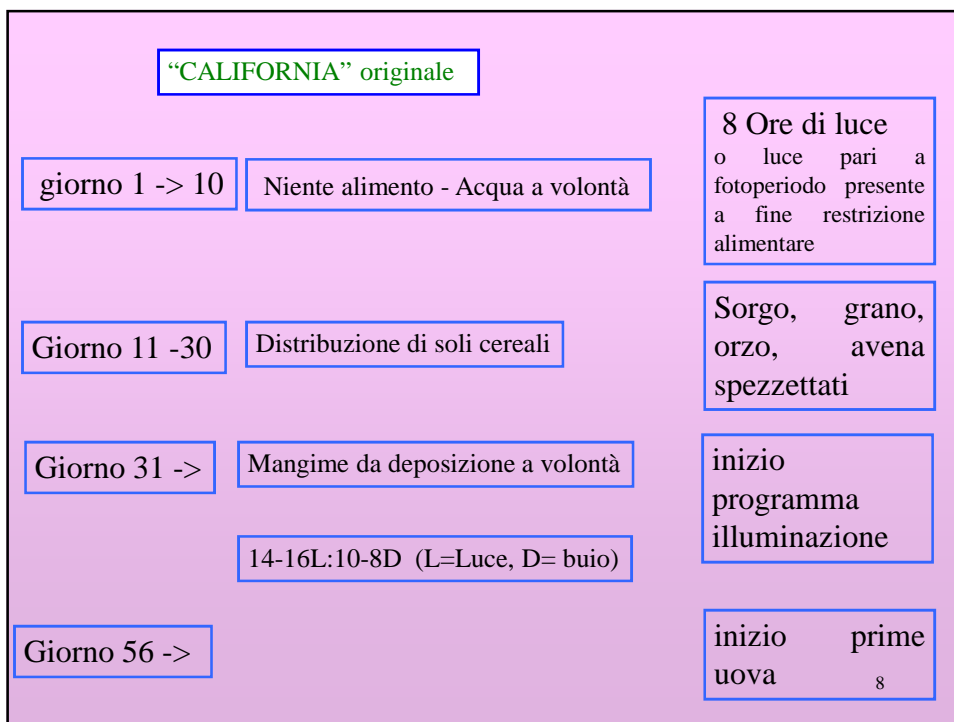 “CALIFORNIA” originale
giorno 1 -> 10
Niente alimento - Acqua a volontà
8 Ore di luce
o luce pari a
fotoperiodo presente
a fine restrizione
alimentare
Giorno 11 -30
Distribuzione di soli cereali
Sorgo, grano,
orzo, avena
spezzettati
Giorno 31 ->
Mangime da deposizione a volontà
inizio
programma
illuminazione
14-16L:10-8D (L=Luce, D= buio)
Giorno 56 ->
inizio prime
uova
8